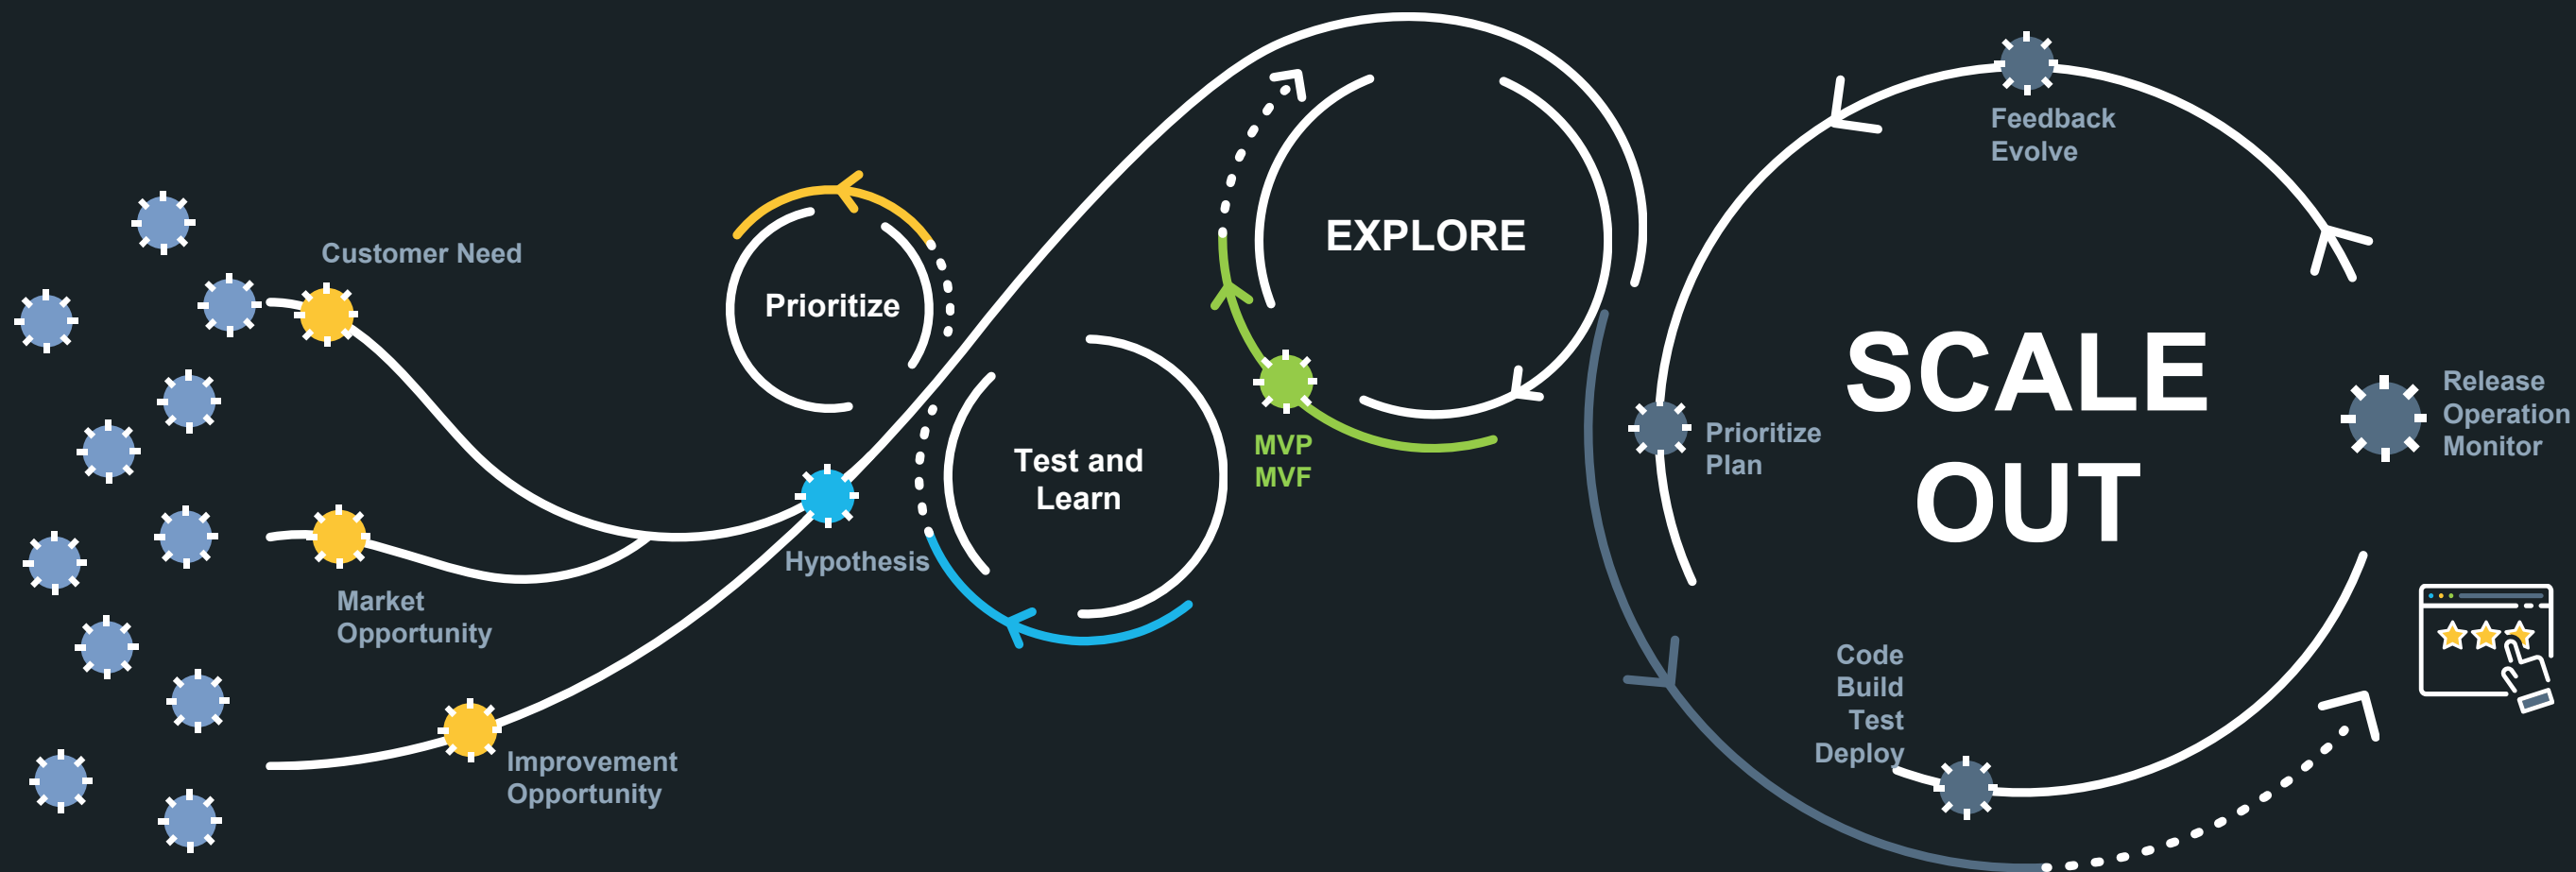 Customer Need
Market
Opportunity
Improvement
Opportunity
Prioritize
Hypothesis
Test and
Learn
EXPLORE
MVP
MVF
Feedback
Evolve
Prioritize
Plan
SCALE
OUT
Release
Operation
Monitor
Code
Build
Test
Deploy